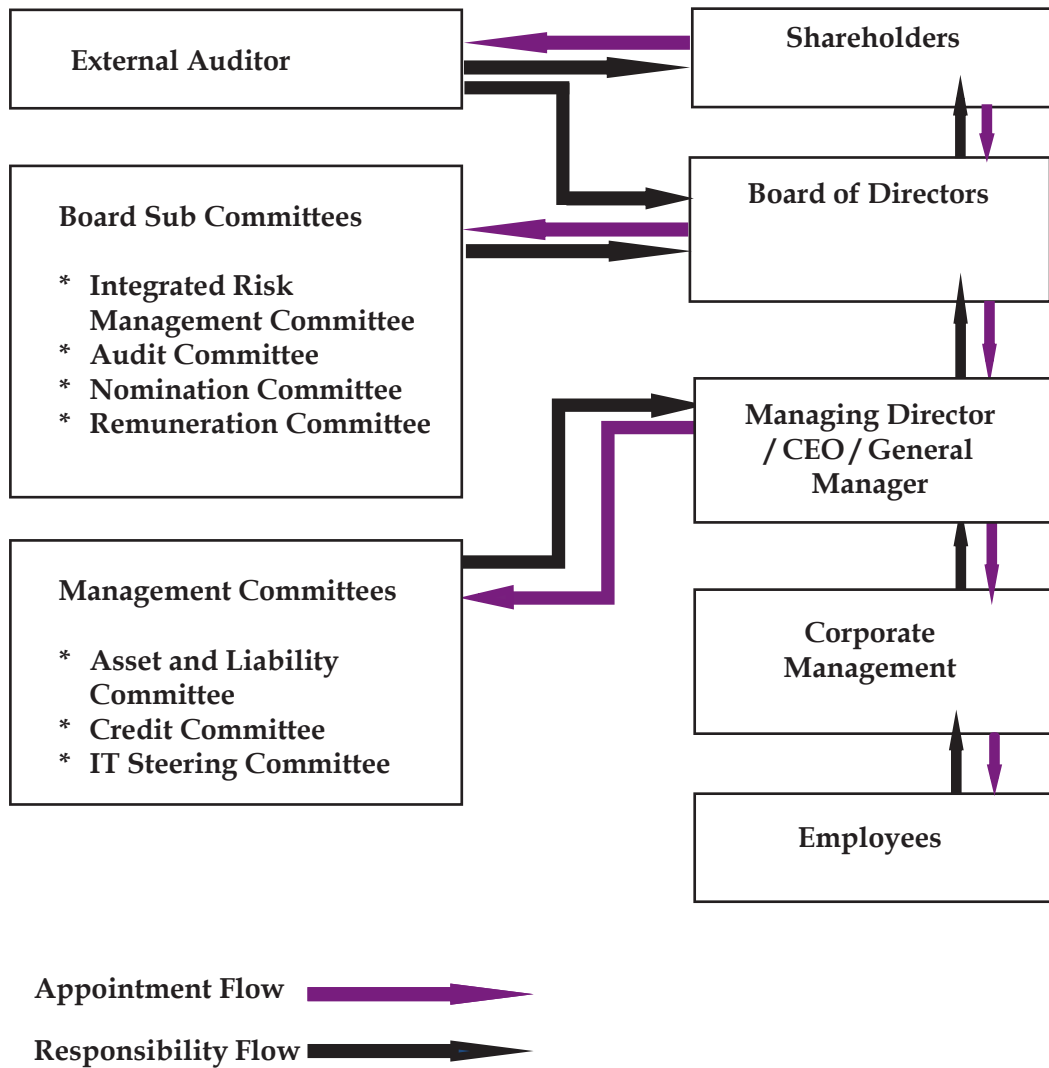 External Auditor
Shareholders
Board Sub Committees
* Integrated Risk
Management Committee
* Audit Committee
* Nomination Committee
* Remuneration Committee
Board of Directors
Managing Director
/ CEO / General
Manager
Management Committees
* Asset and Liability
Committee
* Credit Committee
* IT Steering Committee
Corporate
Management
Employees
Appointment Flow
Responsibility Flow